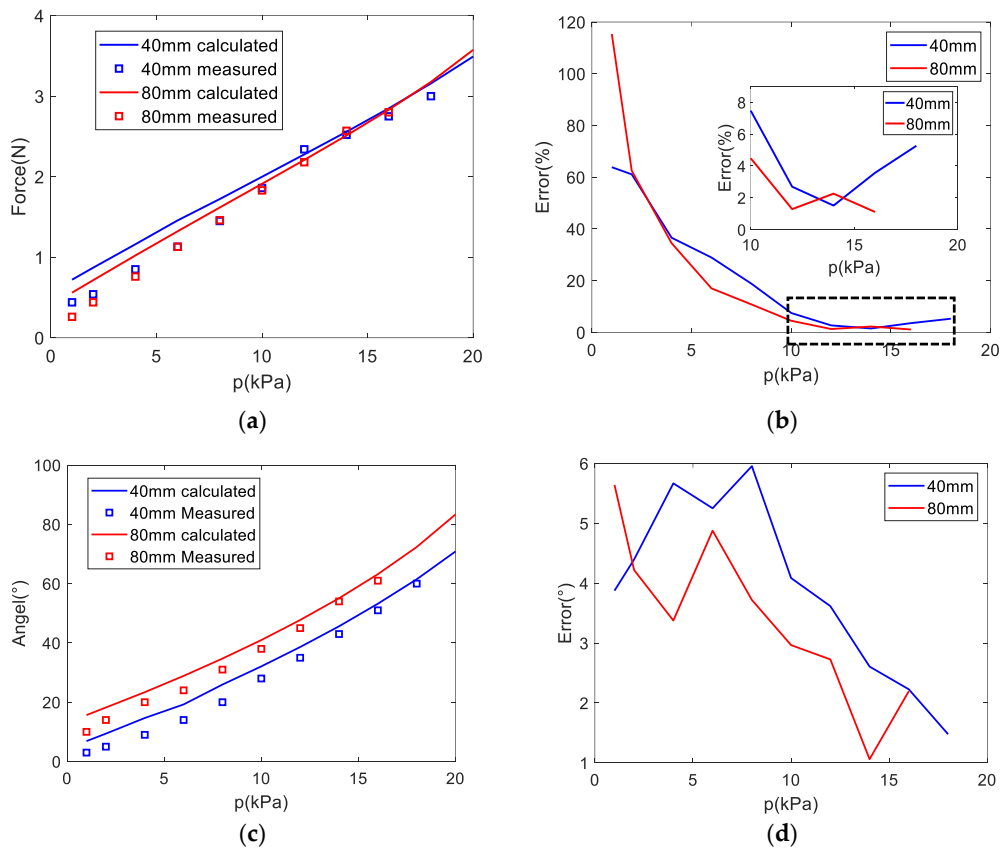 4
3
2
1
0
0
5
10
15
20
Force(N)
p(kPa)
40mm calculated
40mm measured
80mm calculated
80mm measured
(a)
120
100
80
60
40
20
0
0
5
10
15
20
Error(%)
p(kPa)
40mm
80mm
8
6
4
2
0
10
15
20
Error(%)
p(kPa)
40mm
80mm
(b)
100
80
60
40
20
0
0
5
10
15
20
Angel(°)
p(kPa)
40mm calculated
40mm Measured
80mm calculated
80mm Measured
(c)
6
5
4
3
2
1
0
5
10
15
20
Error(°)
p(kPa)
40mm
80mm
(d)